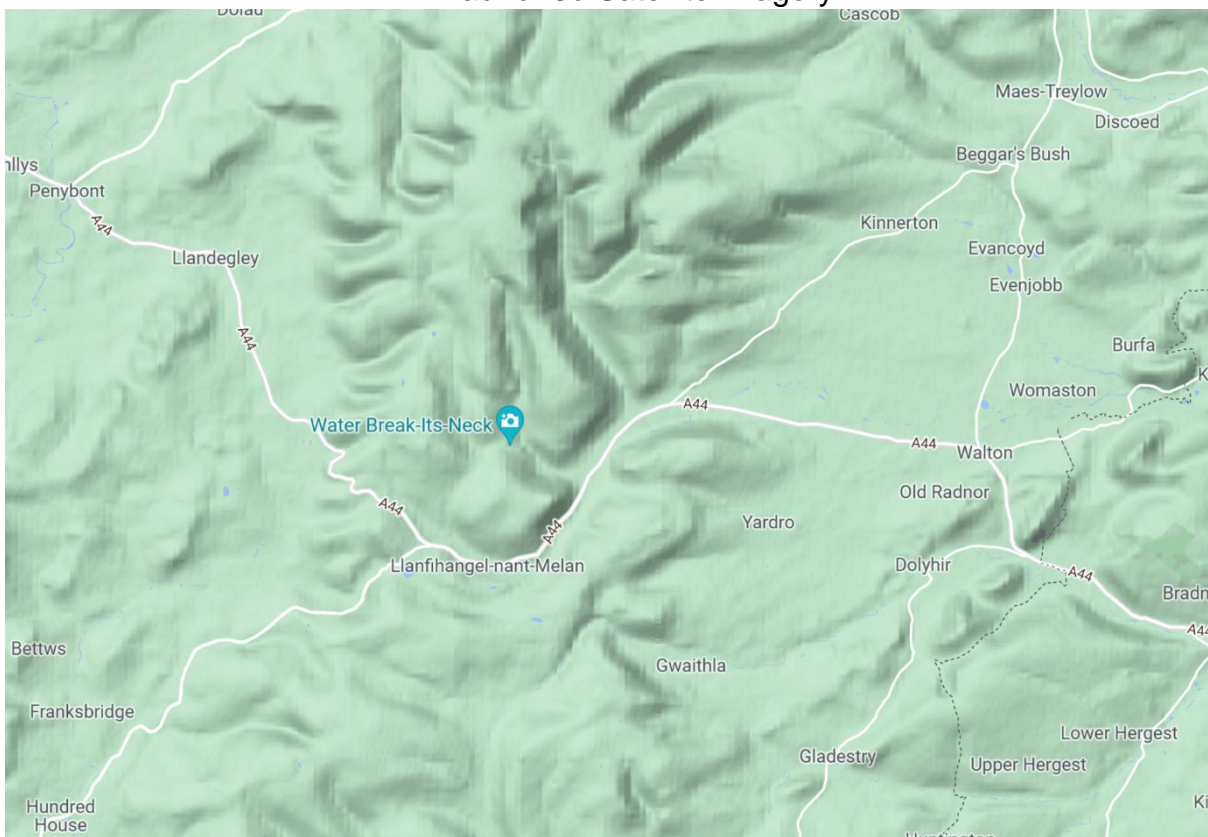 Cascob
Maes-Treylow
Discoed
Beggar's Bush
Penybont
A44
Kinnerton
Llandegley
Evancoyd
Evenjobb
A44
Burfa
Womaston
A44
Water Break-Its-Neck
A44
Walton
Old Radnor
A44
Yardro
A44
Llanfihangel-nant-Melan
Dolyhir
A44
Bradn
A44
Bettws
Gwaithla
Franksbridge
Lower Hergest
Gladestry
Upper Hergest
Hundred
House